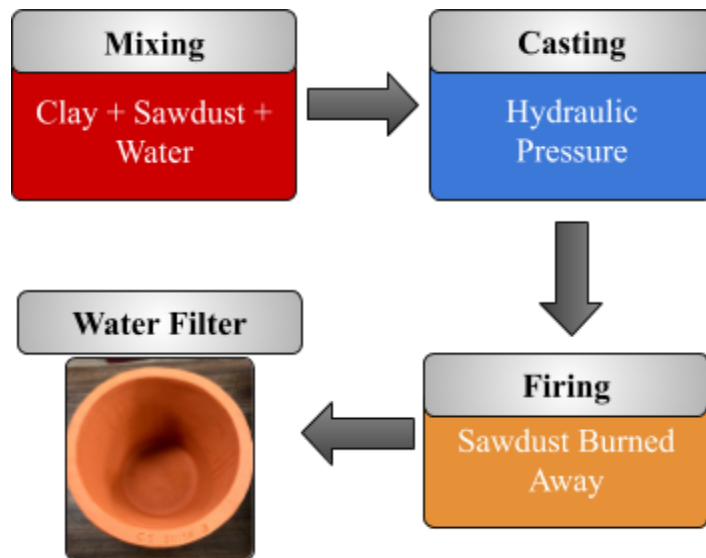 Mixing
Clay + Sawdust +
Water
Casting
Hydraulic
Pressure
Firing
Sawdust Burned
Away
Water Filter